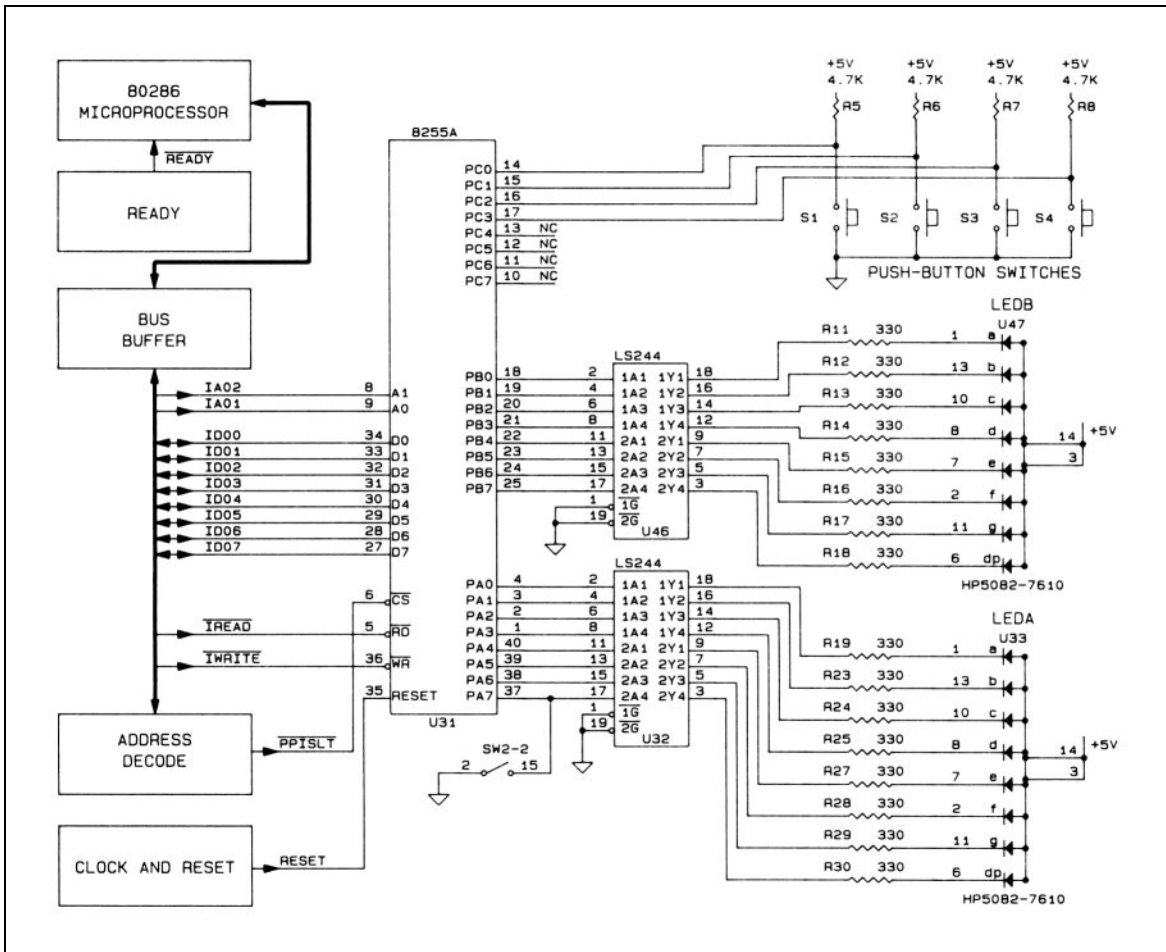 80286
MICROPROCESSOR
READY
READY
BUS
BUFFER
ADDRESS
DECODE
CLOCK AND RESET
IA02
IA01
ID00
ID01
ID02
ID03
ID04
ID05
ID06
ID07
IREAD
IWRITE
PPISLT
RESET
8255A
8 A1
9 A0
34 D0
33 D1
32 D2
31 D3
30 D4
29 D5
28 D6
27 D7
6 CS
5 RD
36 WR
35 RESET
U31
PC0 14
PC1 15
PC2 16
PC3 17
PC4 13 NC
PC5 12 NC
PC6 11 NC
PC7 10 NC
PB0 18
PB1 19
PB2 20
PB3 21
PB4 22
PB5 23
PB6 24
PB7 25
PA0 4
PA1 3
PA2 2
PA3 1
PA4 40
PA5 39
PA6 38
PA7 37
SW2-2
2 15
+5V +5V +5V +5V
4.7K 4.7K 4.7K 4.7K
R5 R6 R7 R8
S1 S2 S3 S4
PUSH-BUTTON SWITCHES
LS244
2 1A1 1Y1 18
4 1A2 1Y2 16
6 1A3 1Y3 14
8 1A4 1Y4 12
11 2A1 2Y1 9
13 2A2 2Y2 7
15 2A3 2Y3 5
17 2A4 2Y4 3
1 1G
19 2G
U46
LEDB
U47
R11 330 1 a
R12 330 13 b
R13 330 10 c
R14 330 8 d
R15 330 7 e
R16 330 2 f
R17 330 11 g
R18 330 6 dp
14 +5V
3
HP5082-7610
LS244
2 1A1 1Y1 18
4 1A2 1Y2 16
6 1A3 1Y3 14
8 1A4 1Y4 12
11 2A1 2Y1 9
13 2A2 2Y2 7
15 2A3 2Y3 5
17 2A4 2Y4 3
1 1G
19 2G
U32
LEDA
U33
R19 330 1 a
R23 330 13 b
R24 330 10 c
R25 330 8 d
R27 330 7 e
R28 330 2 f
R29 330 11 g
R30 330 6 dp
14 +5V
3
HP5082-7610